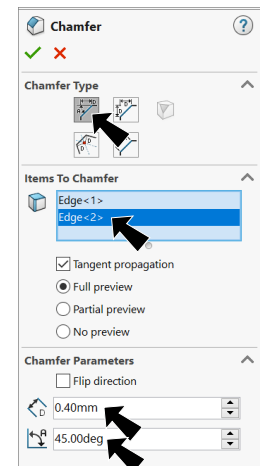 Chamfer
?
Chamfer Type
Items To Chamfer
Edge<1>
Edge<2>
Tangent propagation
Full preview
Partial preview
No preview
Chamfer Parameters
Flip direction
D 0.40mm
A 45.00deg